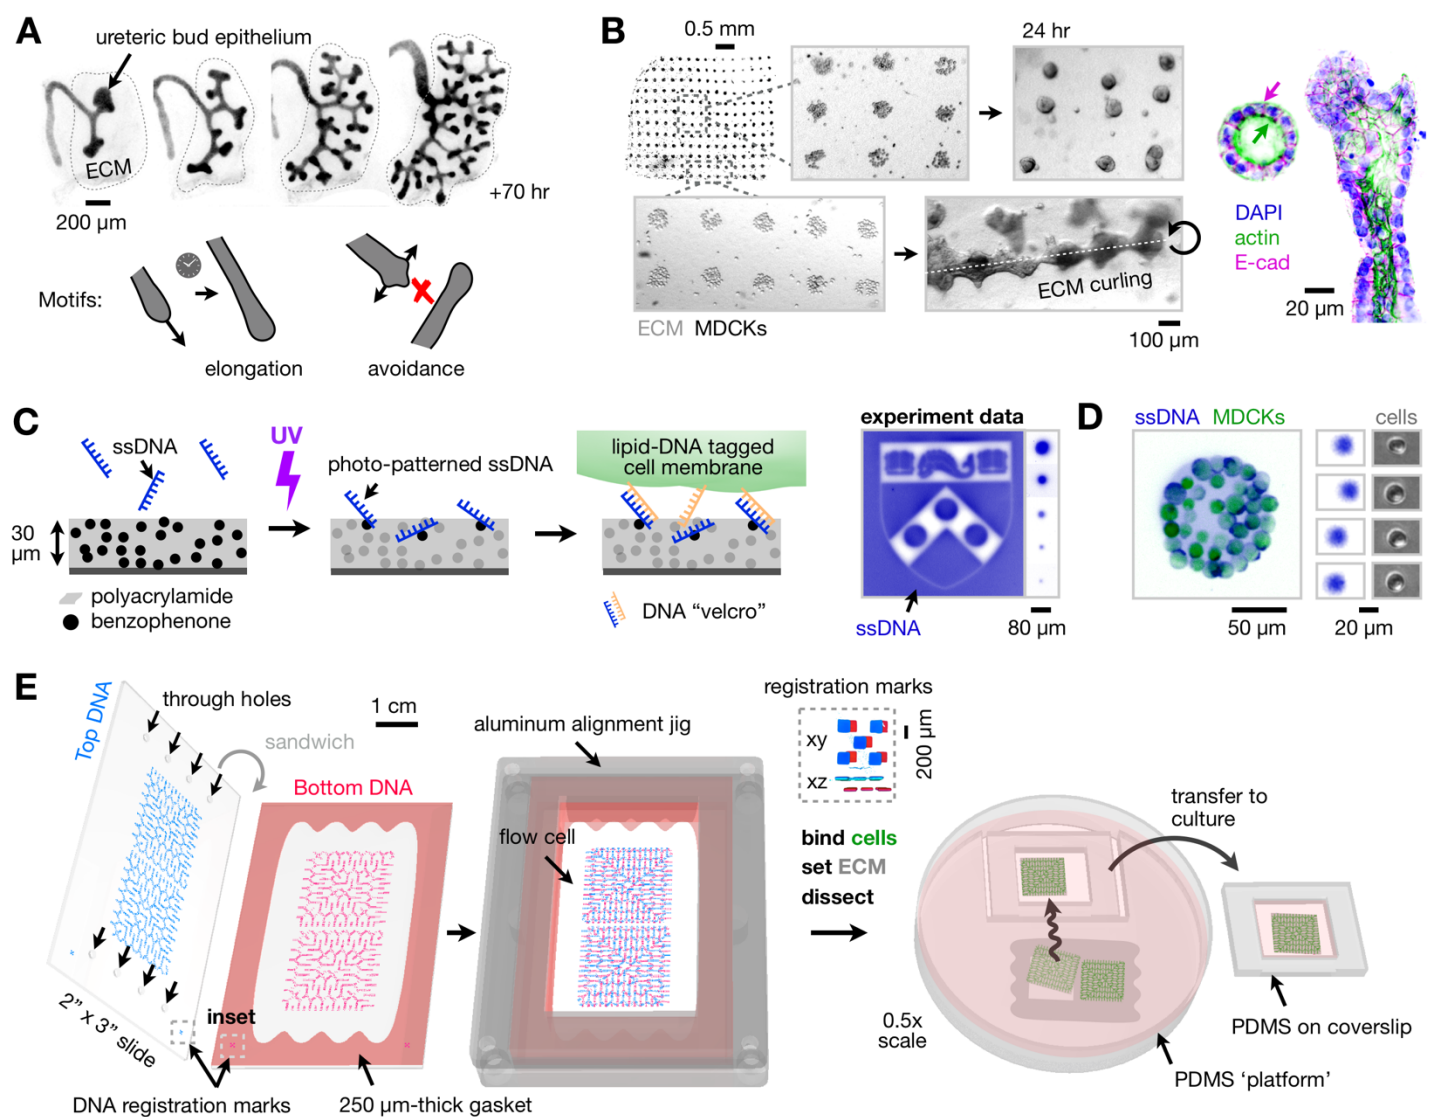 A
ureteric bud epithelium
ECM
+70 hr
200 µm
Motifs:
elongation
avoidance
B
0.5 mm
24 hr
DAPI
actin
E-cad
ECM curling
ECM MDCKs
100 µm
20 µm
C
ssDNA
UV
photo-patterned ssDNA
lipid-DNA tagged
cell membrane
30
µm
polyacrylamide
benzophenone
DNA “velcro”
experiment data
ssDNA
80 µm
D
ssDNA MDCKs
cells
50 µm
20 µm
E
Top DNA
through holes
1 cm
sandwich
Bottom DNA
inset
2” x 3” slide
DNA registration marks
250 µm-thick gasket
aluminum alignment jig
flow cell
registration marks
xy
xz
200 µm
bind cells
set ECM
dissect
transfer to
culture
0.5x
scale
PDMS on coverslip
PDMS ‘platform’